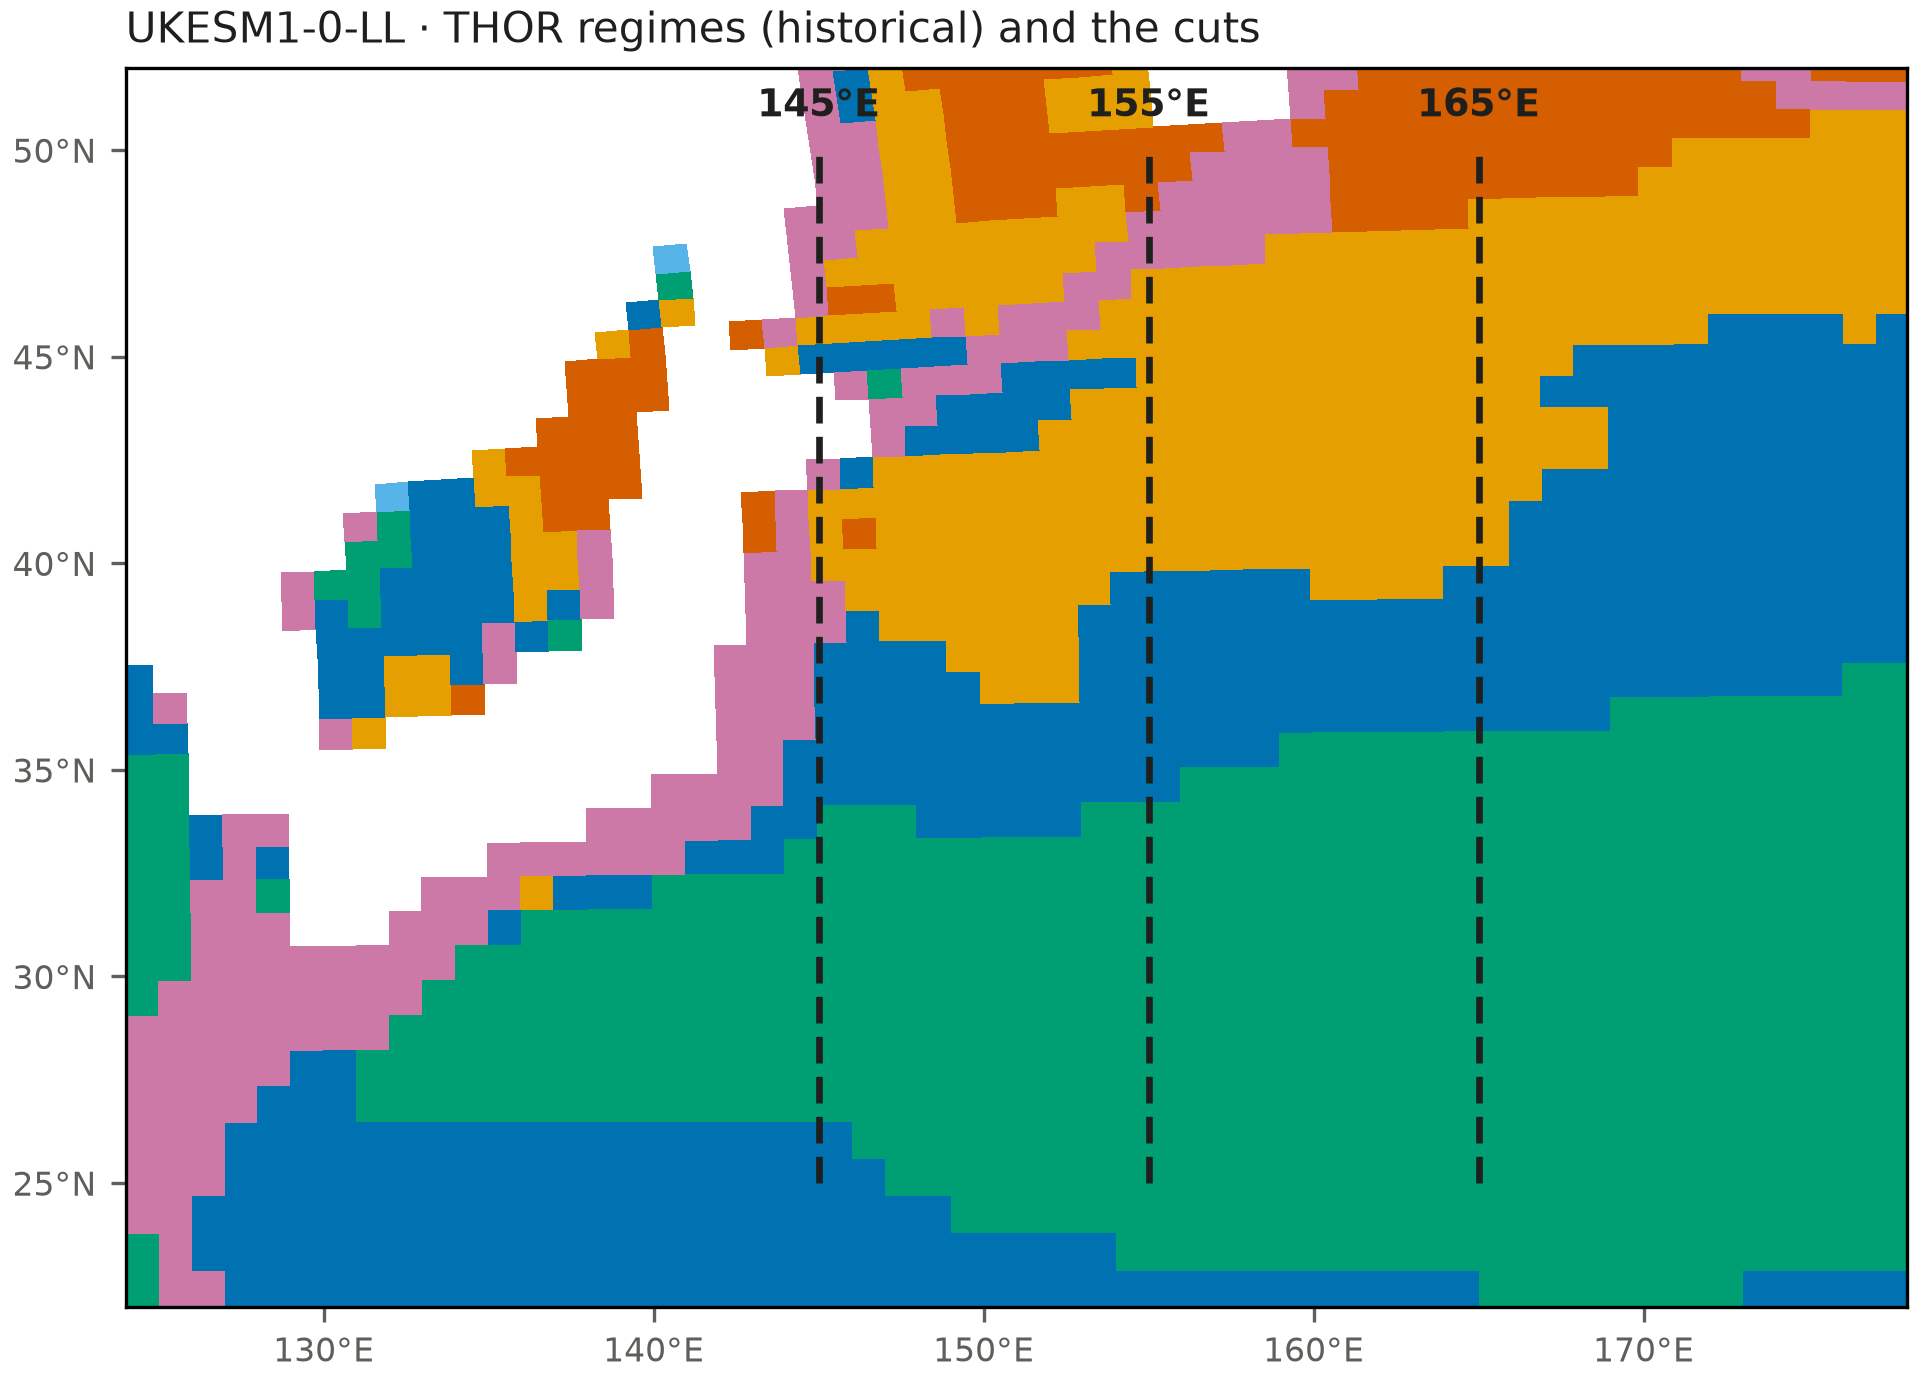 UKESM1-0-LL · THOR regimes (historical) and the cuts
145°E 155°E 165°E
50°N
45°N
40°N
35°N
30°N
25°N
130°E 140°E 150°E 160°E 170°E